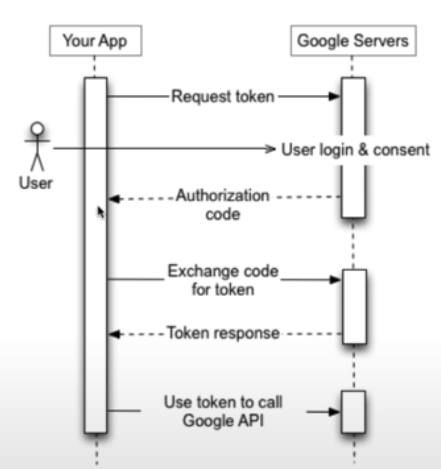 Your App
Google Servers
Request token
User login & consent
User
Authorization
code
Exchange code
for token
Token response
Use token to call
Google API